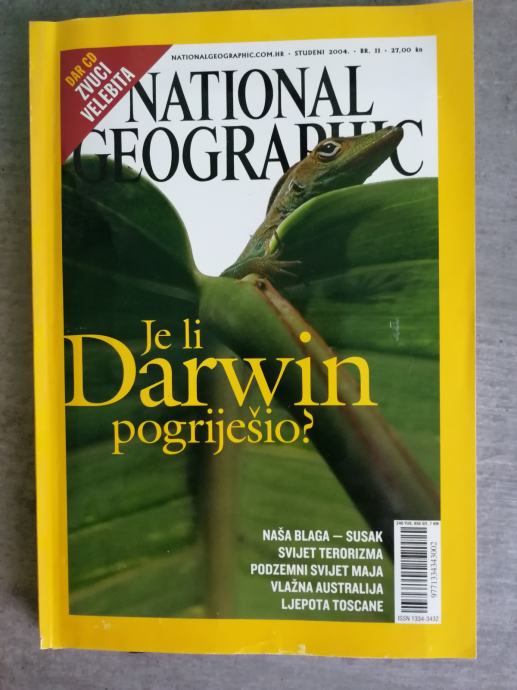 DAR CD
ZVUCI
VELEBITA
NATIONALGEOGRAPHIC.COM.HR • STUDENI 2004. • BR. 11 • 27,00 kn
NATIONAL
GEOGRAPHIC
Je li
Darwin
pogriješio?
NAŠA BLAGA — SUSAK
SVIJET TERORIZMA
PODZEMNI SVIJET MAJA
VLAŽNA AUSTRALIJA
LJEPOTA TOSCANE
9771334343002
ISSN 1334-3432